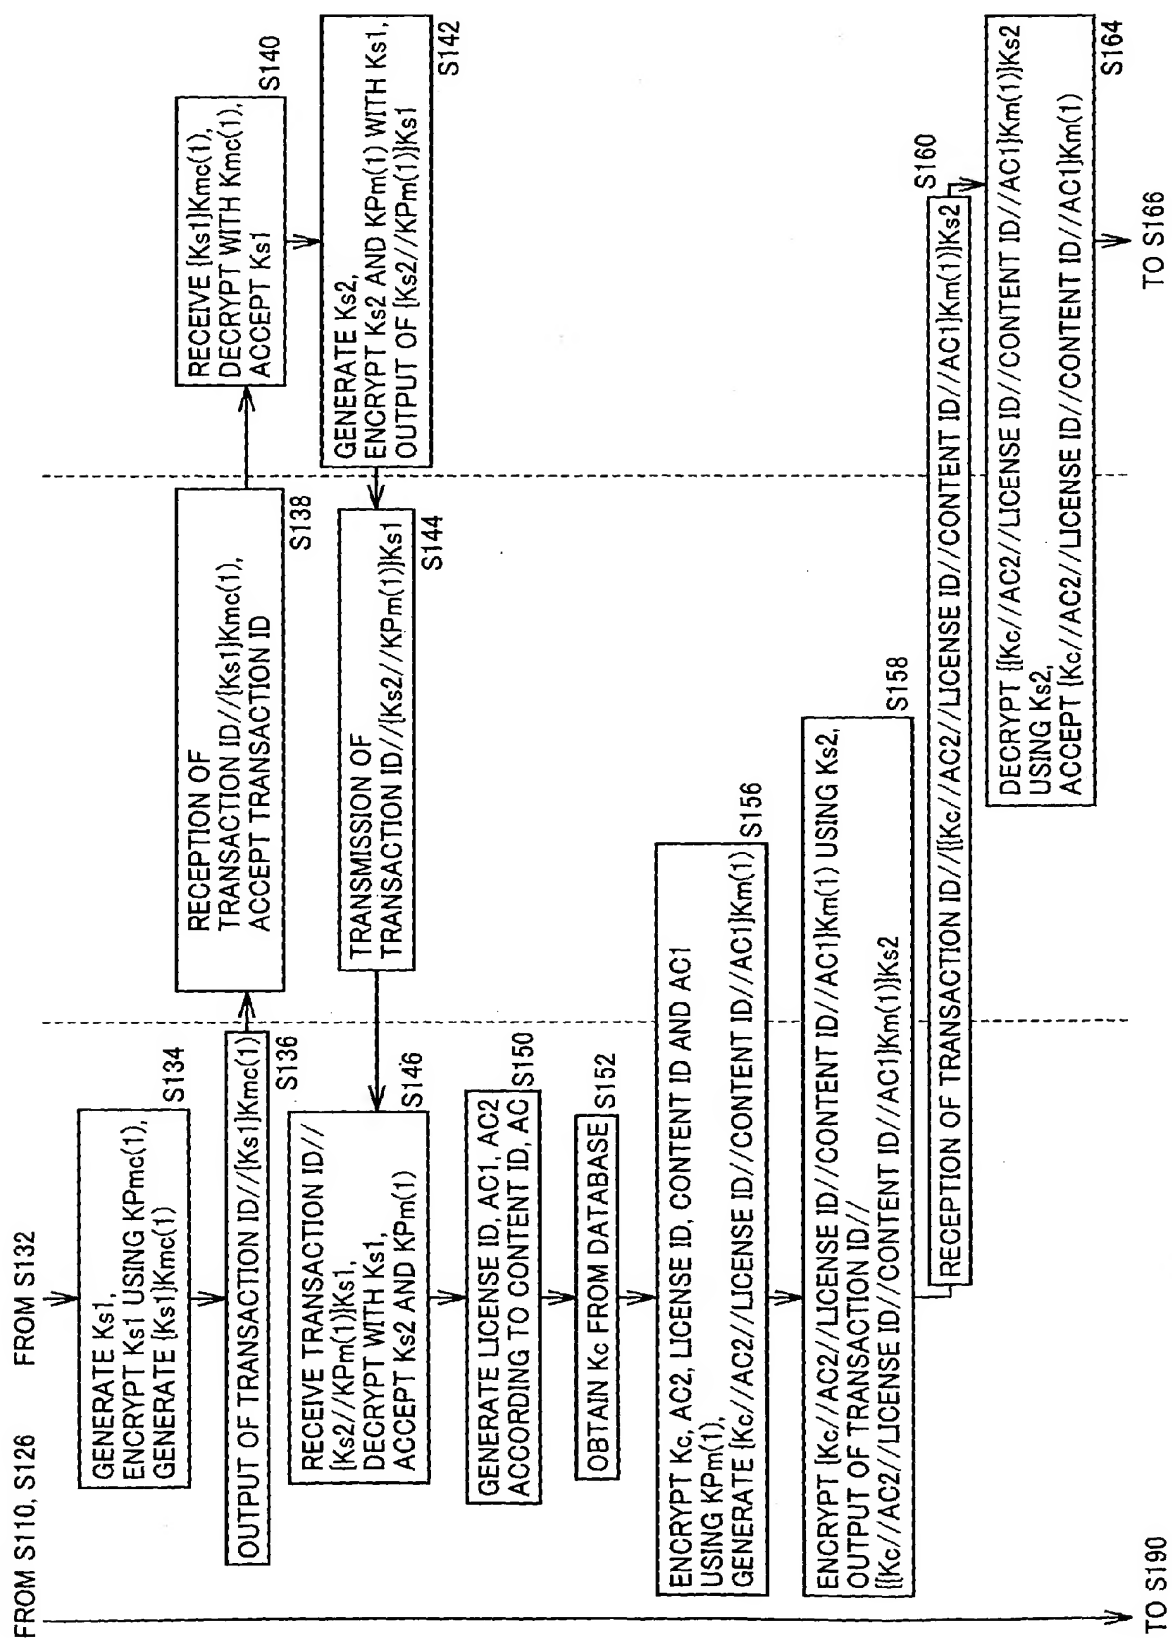 FROM S110, S126
FROM S132
GENERATE Ks1,
ENCRYPT Ks1 USING KPmc(1),
GENERATE {Ks1}Kmc(1)
S134
OUTPUT OF TRANSACTION ID//{Ks1}Kmc(1)
S136
RECEPTION OF
TRANSACTION ID//{Ks1}Kmc(1),
ACCEPT TRANSACTION ID
S138
RECEIVE {Ks1}Kmc(1),
DECRYPT WITH Kmc(1),
ACCEPT Ks1
S140
GENERATE Ks2,
ENCRYPT Ks2 AND KPm(1) WITH Ks1,
OUTPUT OF {Ks2//KPm(1)}Ks1
S142
TRANSMISSION OF
TRANSACTION ID//{Ks2//KPm(1)}Ks1
S144
RECEIVE TRANSACTION ID//
{Ks2//KPm(1)}Ks1,
DECRYPT WITH Ks1,
ACCEPT Ks2 AND KPm(1)
S146
GENERATE LICENSE ID, AC1, AC2
ACCORDING TO CONTENT ID, AC
S150
OBTAIN Kc FROM DATABASE
S152
ENCRYPT Kc, AC2, LICENSE ID, CONTENT ID AND AC1
USING KPm(1),
GENERATE {Kc//AC2//LICENSE ID//CONTENT ID//AC1}Km(1)
S156
ENCRYPT {Kc//AC2//LICENSE ID//CONTENT ID//AC1}Km(1) USING Ks2,
OUTPUT OF TRANSACTION ID//
{{Kc//AC2//LICENSE ID//CONTENT ID//AC1}Km(1)}Ks2
S158
RECEPTION OF TRANSACTION ID//{{Kc//AC2//LICENSE ID//CONTENT ID//AC1}Km(1)}Ks2
S160
DECRYPT {{Kc//AC2//LICENSE ID//CONTENT ID//AC1}Km(1)}Ks2
USING Ks2,
ACCEPT {Kc//AC2//LICENSE ID//CONTENT ID//AC1}Km(1)
S164
TO S190
TO S166